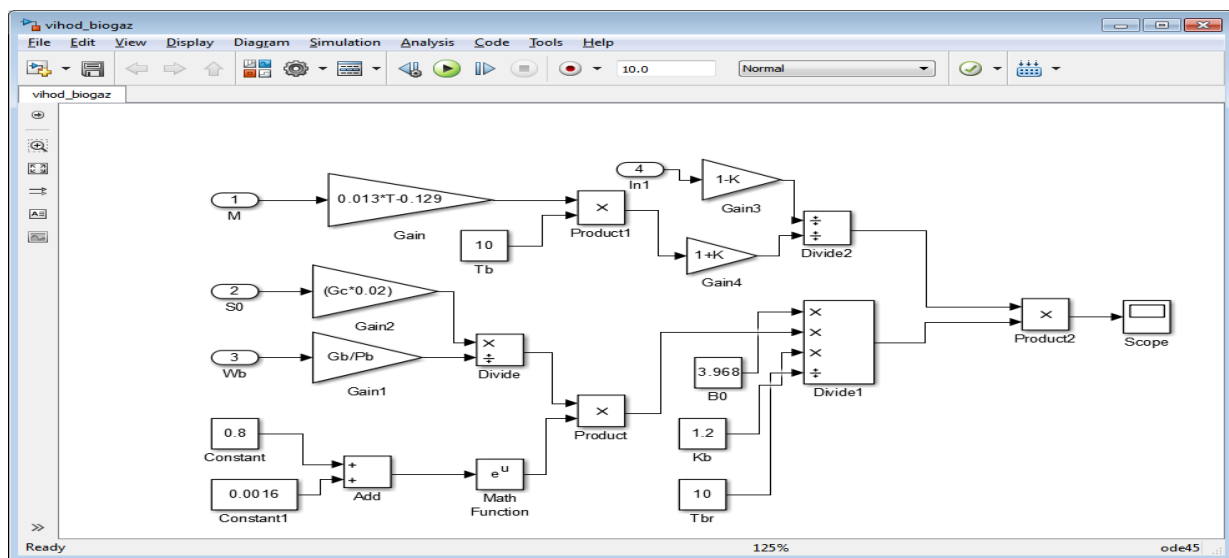 vihod_biogaz
File Edit View Display Diagram Simulation Analysis Code Tools Help
10.0 Normal
vihod_biogaz
1
M
0.013*T-0.129
Gain
10
Tb
×
Product1
4
In1
1-K
Gain3
1+K
Gain4
÷
÷
Divide2
2
S0
(Gc*0.02)
Gain2
3
Wb
Gb/Pb
Gain1
×
÷
Divide
0.8
Constant
0.0016
Constant1
+
+
Add
e^u
Math
Function
×
Product
3.968
B0
1.2
Kb
10
Tbr
×
×
×
÷
Divide1
×
Product2
Scope
Ready 125% ode45